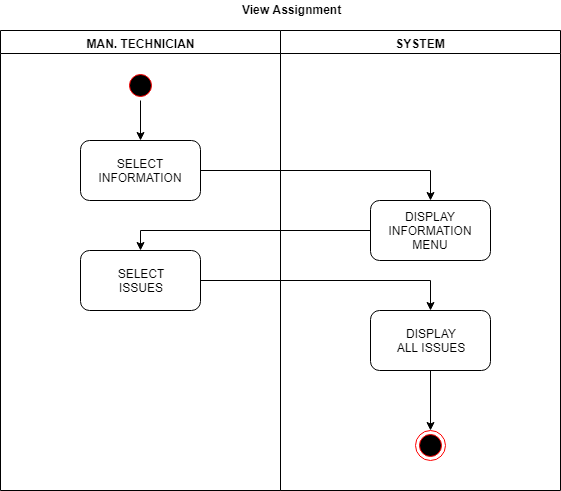 View Assignment
MAN. TECHNICIAN
SYSTEM
SELECT
INFORMATION
DISPLAY
INFORMATION
MENU
SELECT
ISSUES
DISPLAY
ALL ISSUES